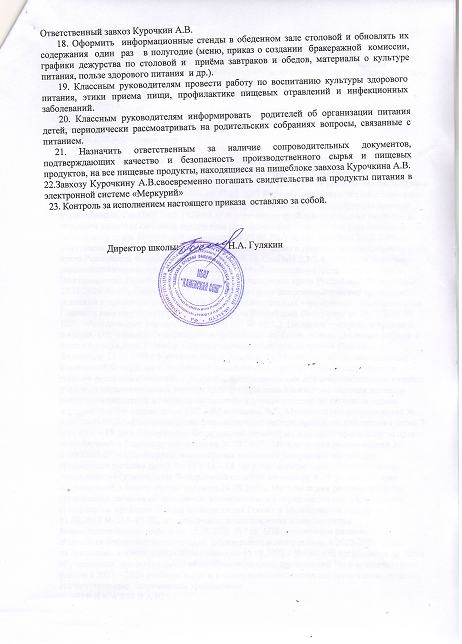 Ответственный завхоз Курочкин А.В.
18. Оформить информационные стенды в обеденном зале столовой и обновлять их
содержания один раз в полугодие (меню, приказ о создании бракеражной комиссии,
графики дежурства по столовой и приёма завтраков и обедов, материалы о культуре
питания, пользе здорового питания и др.).
19. Классным руководителям провести работу по воспитанию культуры здорового
питания, этики приема пищи, профилактике пищевых отравлений и инфекционных
заболеваний.
20. Классным руководителям информировать родителей об организации питания
детей, периодически рассмоатривать на родительских собраниях вопросы, связанные с
питанием.
21. Назначить ответственным за наличие сопроводительных документов,
подтверждающих качество и безопасность производственного сырья и пищевых
продуктов, на все пищевые продукты, находящиеся на пищеблоке завхоза Курочкина А.В.
22.Завхозу Курочкину А.В.своевременно погашать свидетельства на продукты питания в
электронной системе «Меркурий»
23. Контроль за исполнением настоящего приказа оставляю за собой.
Директор школы: Н.А. Гулякин
МБОУ
"КАМЕНСКАЯ СОШ"